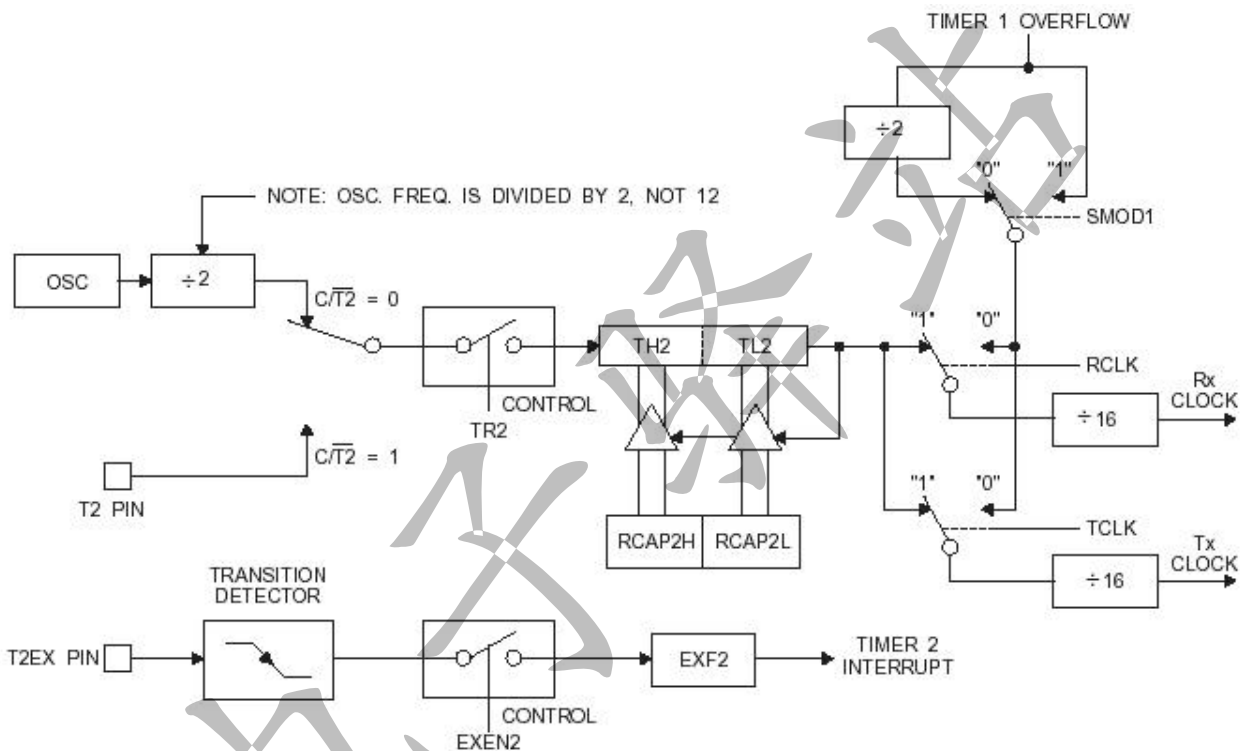 TIMER 1 OVERFLOW
÷2
"0" "1"
NOTE: OSC. FREQ. IS DIVIDED BY 2, NOT 12
SMOD1
OSC
÷2
C/T̅2̅ = 0
"1" "0"
TH2 TL2
RCLK
CONTROL
TR2
Rx
CLOCK
÷16
C/T̅2̅ = 1
T2 PIN
"1" "0"
RCAP2H RCAP2L
TCLK
Tx
CLOCK
÷16
TRANSITION
DETECTOR
T2EX PIN
EXF2
TIMER 2
INTERRUPT
CONTROL
EXEN2